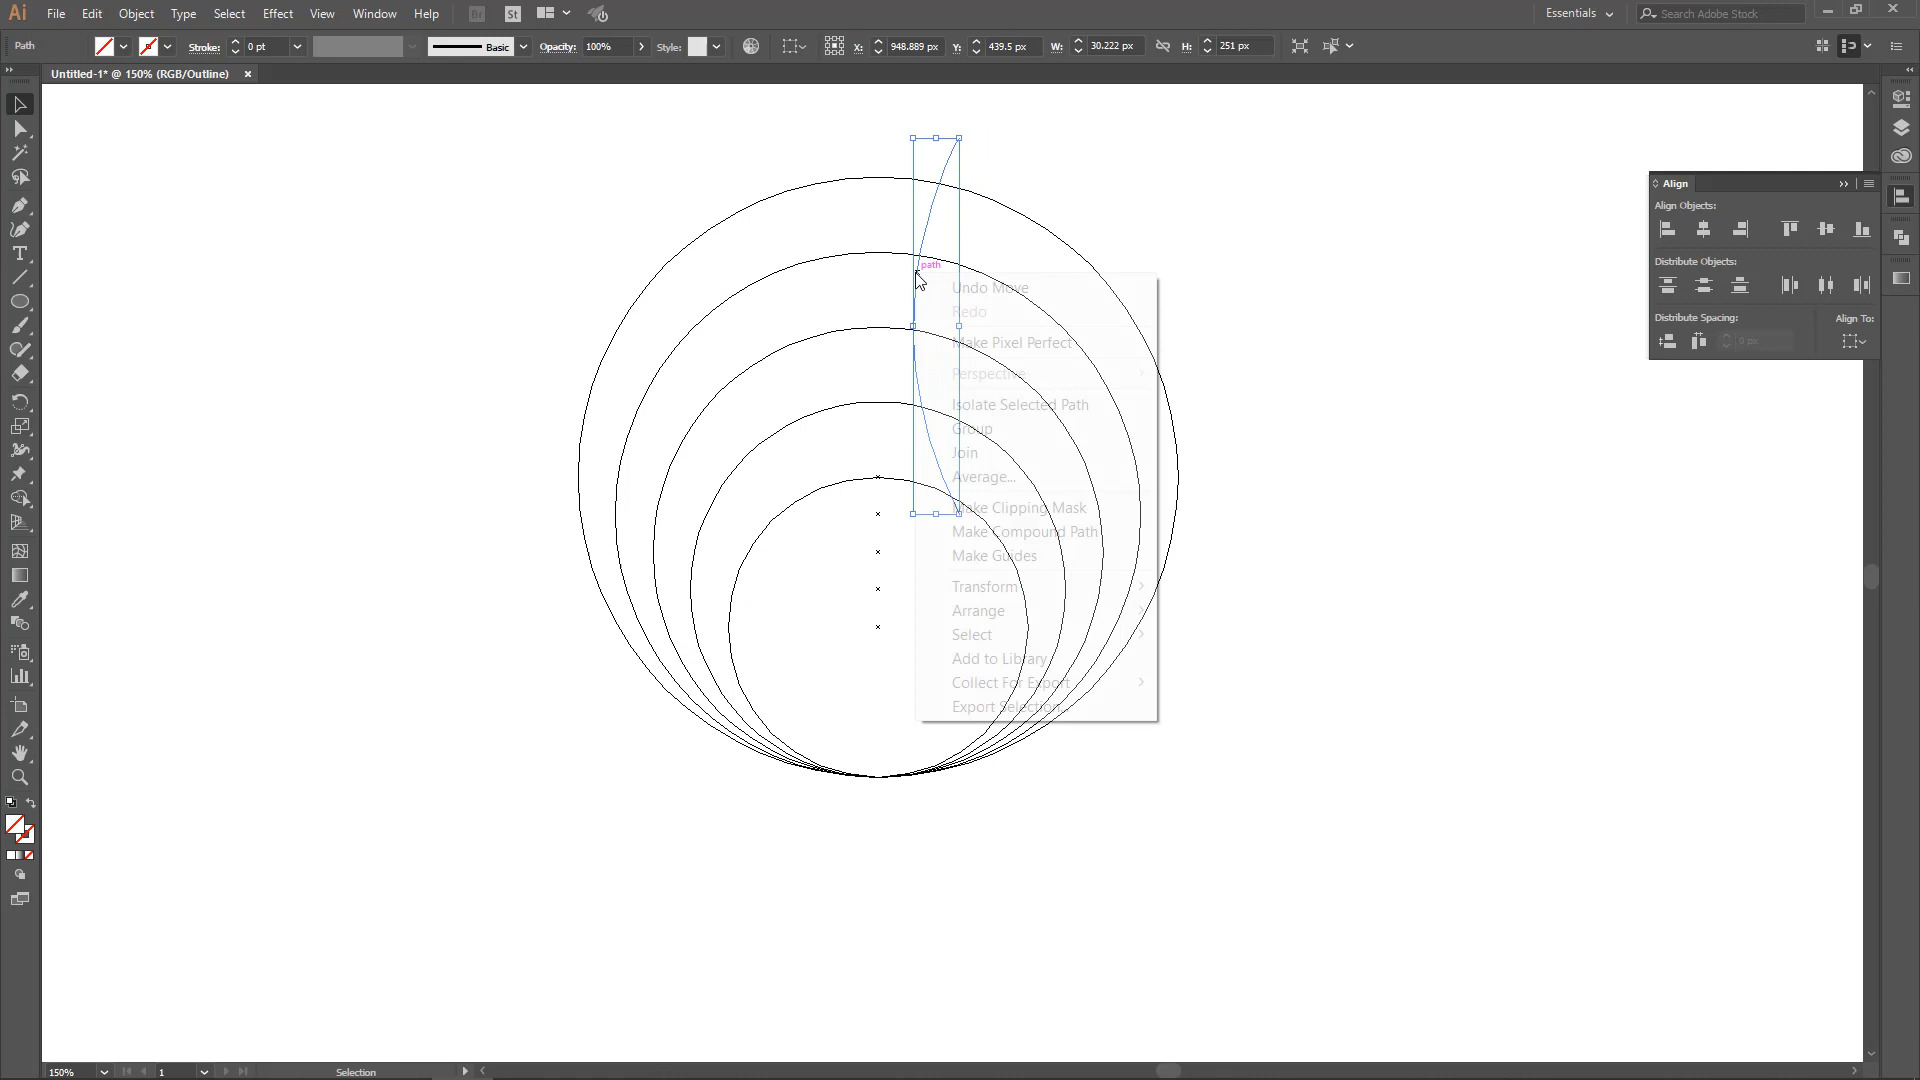 Ai File Edit Object Type Select Effect View Window Help Br St Essentials Search Adobe Stock
Path Stroke: 0 pt Basic Opacity: 100% Style: X: 948.889 px Y: 439.5 px W: 30.222 px H: 251 px
Untitled-1* @ 150% (RGB/Outline) ×
Align
Align Objects:
Distribute Objects:
Distribute Spacing: Align To:
0 px
path
Undo Move
Redo
Make Pixel Perfect
Perspective
Isolate Selected Path
Group
Join
Average...
Make Clipping Mask
Make Compound Path
Make Guides
Transform
Arrange
Select
Add to Library
Collect For Export
Export Selection...
150% 1 Selection